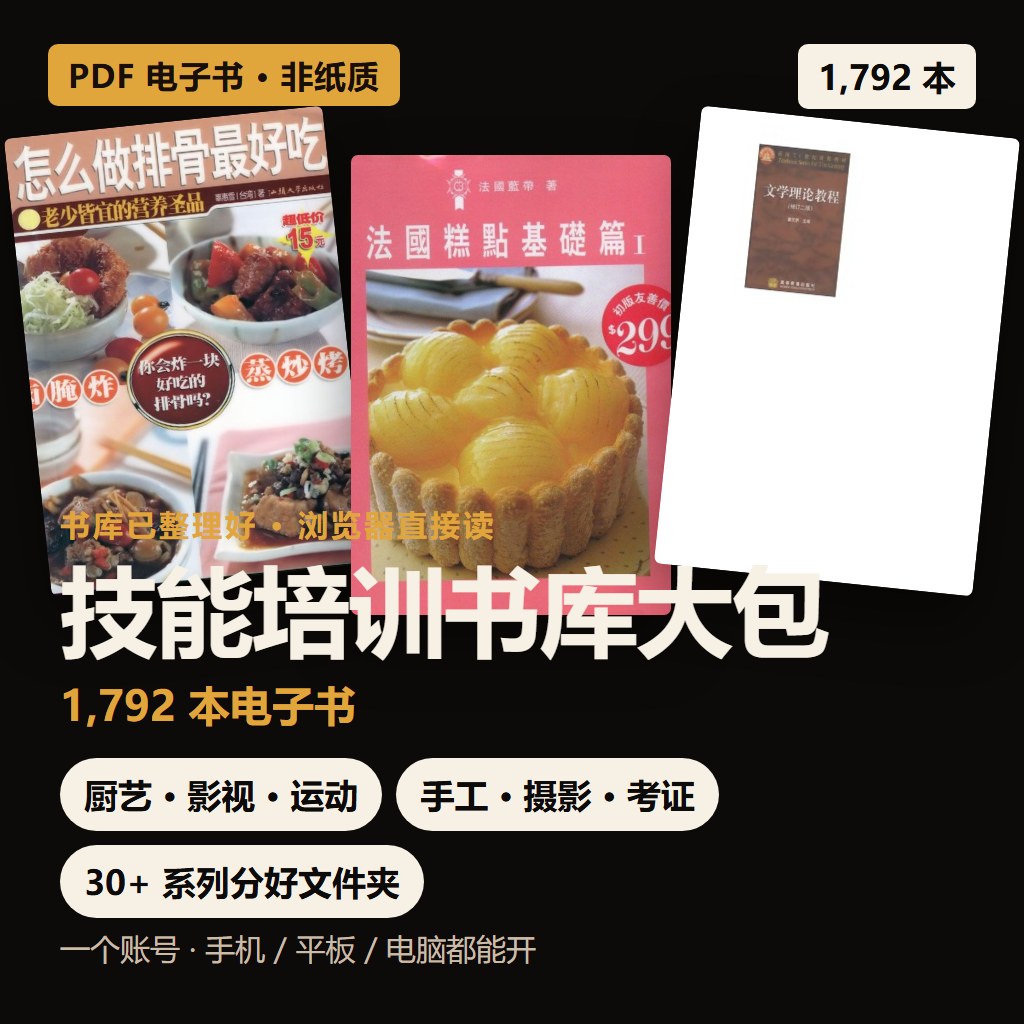 PDF 电子书 · 非纸质
1,792 本
怎么做排骨最好吃
老少皆宜的营养圣品
超低价
15元
你会炸一块
好吃的
排骨吗?
腌 炸
蒸 炒 烤
法國藍帶 著
法國糕點基礎篇I
初版友善價
$299
文学理论教程
书库已整理好 · 浏览器直接读
技能培训书库大包
1,792 本电子书
厨艺 · 影视 · 运动
手工 · 摄影 · 考证
30+ 系列分好文件夹
一个账号 · 手机 / 平板 / 电脑都能开